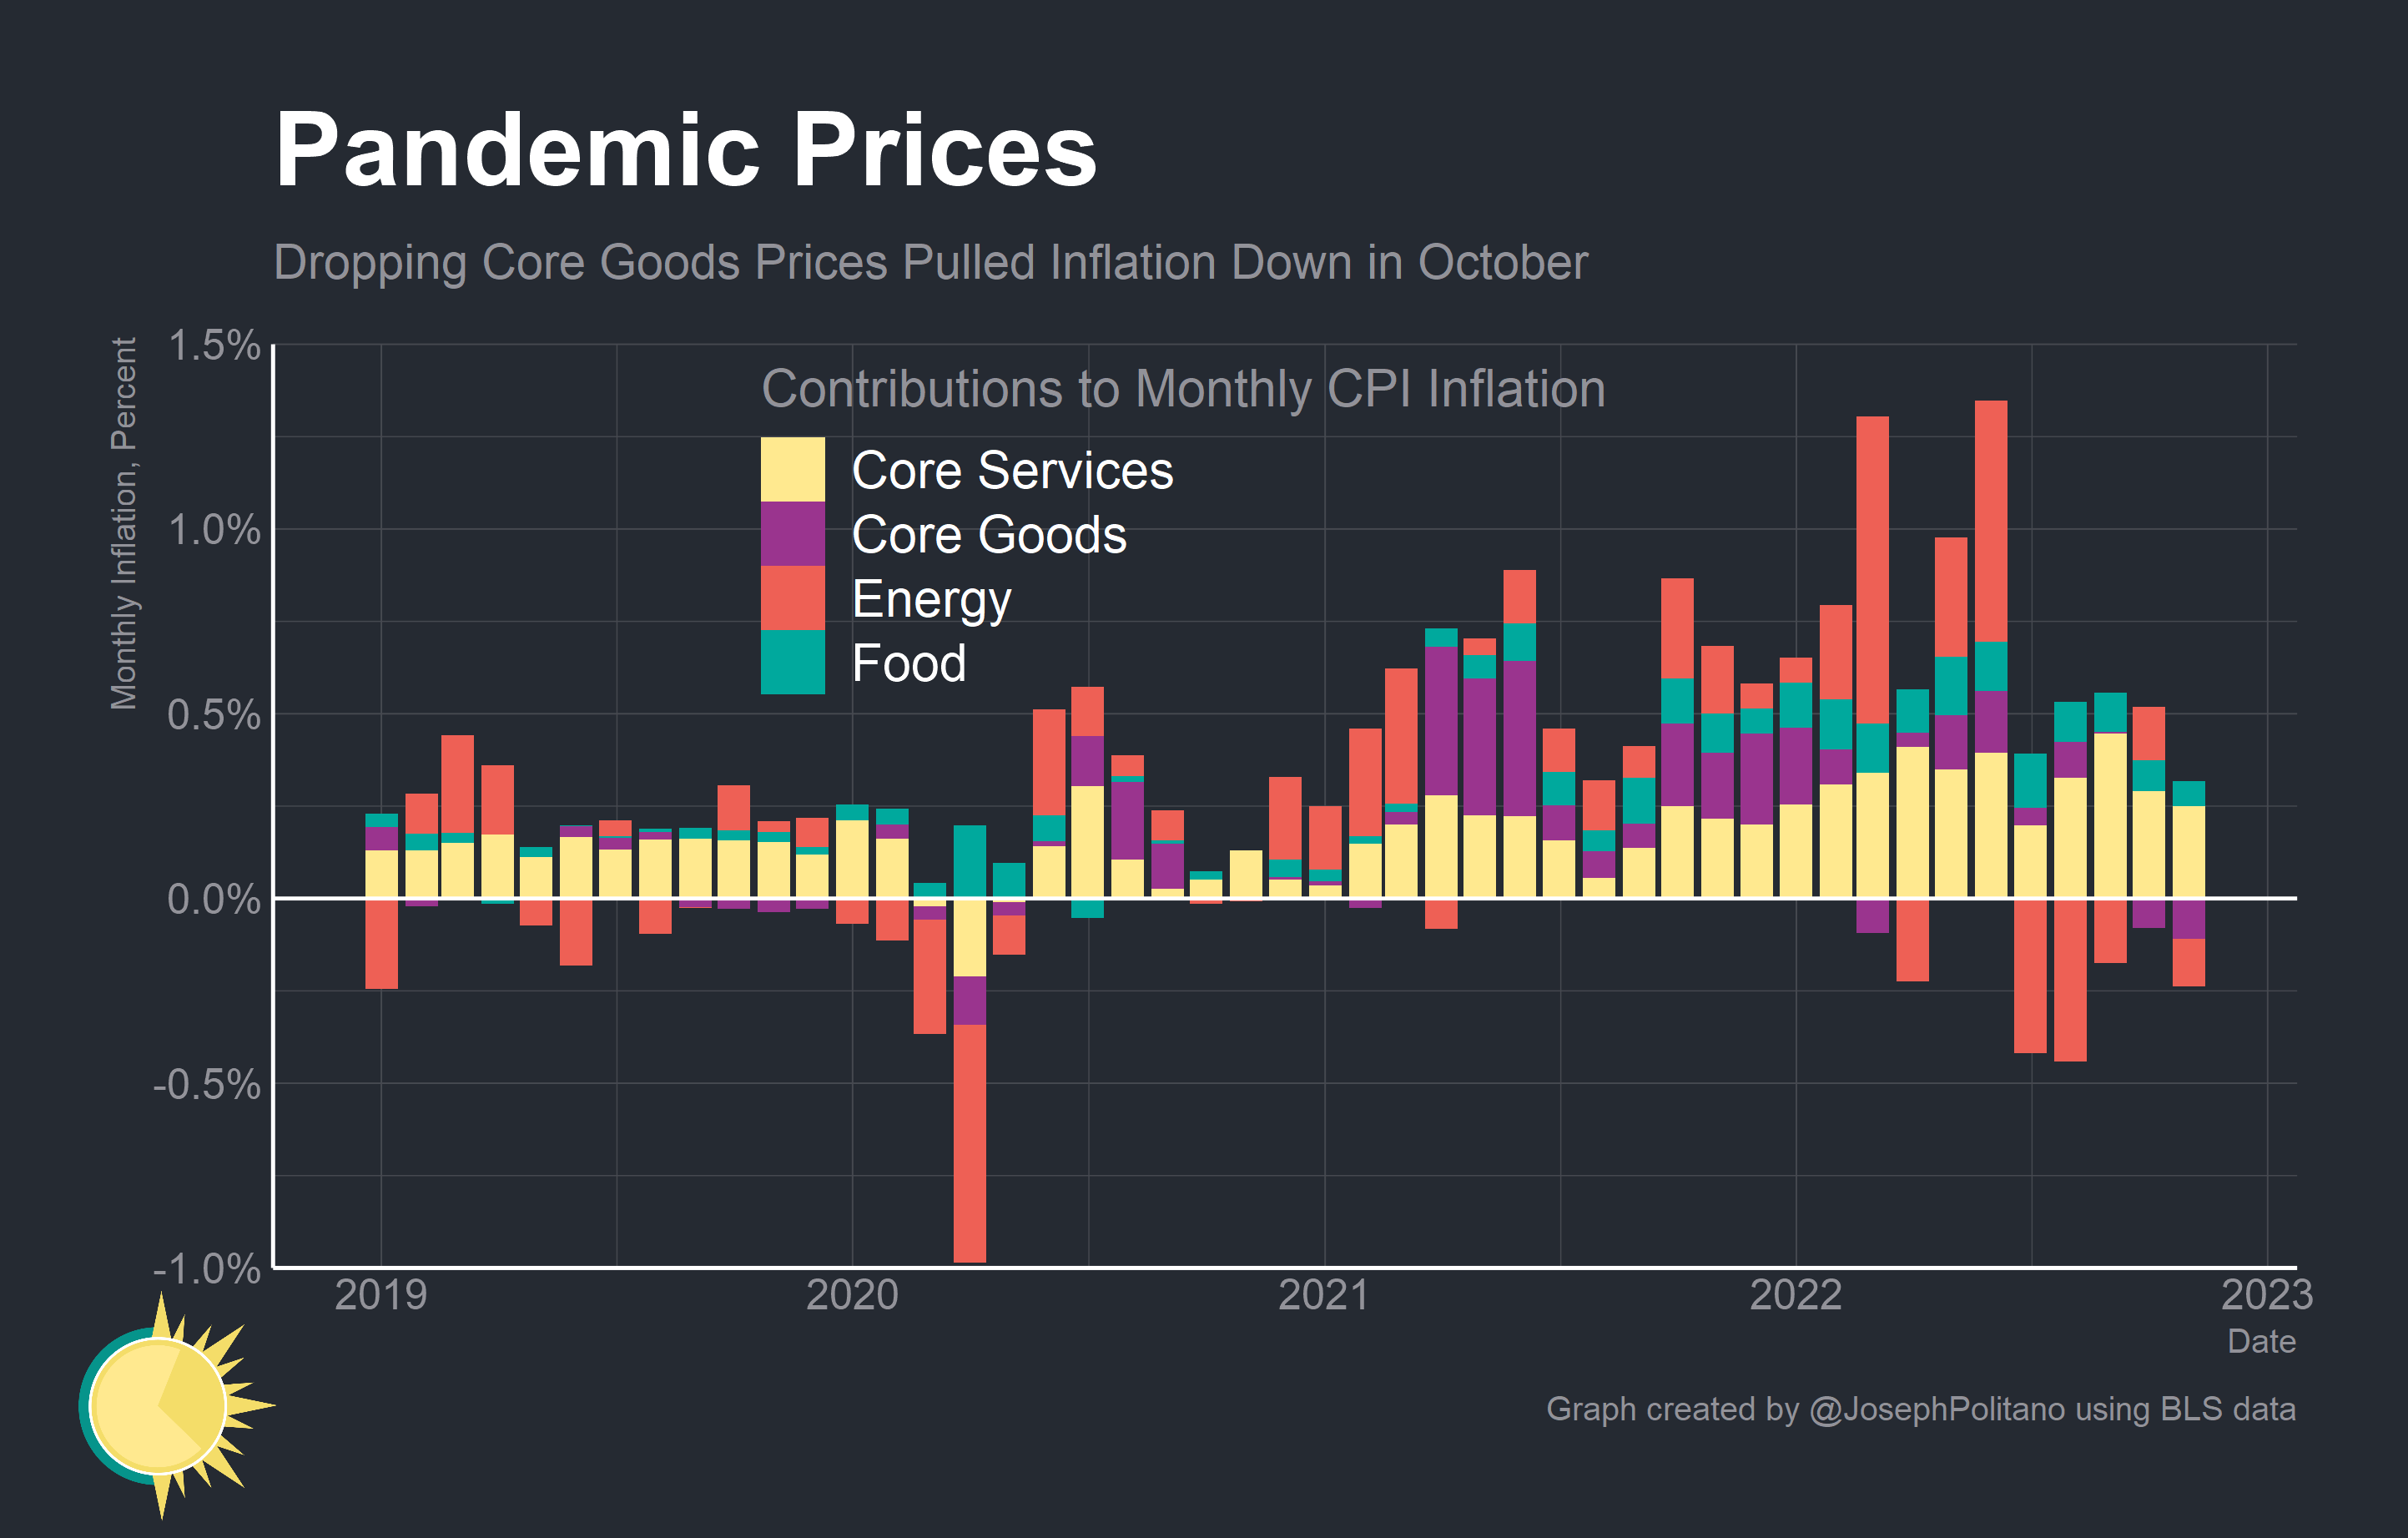 Pandemic Prices
Dropping Core Goods Prices Pulled Inflation Down in October
Monthly Inflation, Percent
1.5%
1.0%
0.5%
0.0%
-0.5%
-1.0%
Contributions to Monthly CPI Inflation
Core Services
Core Goods
Energy
Food
2019
2020
2021
2022
2023
Date
Graph created by @JosephPolitano using BLS data